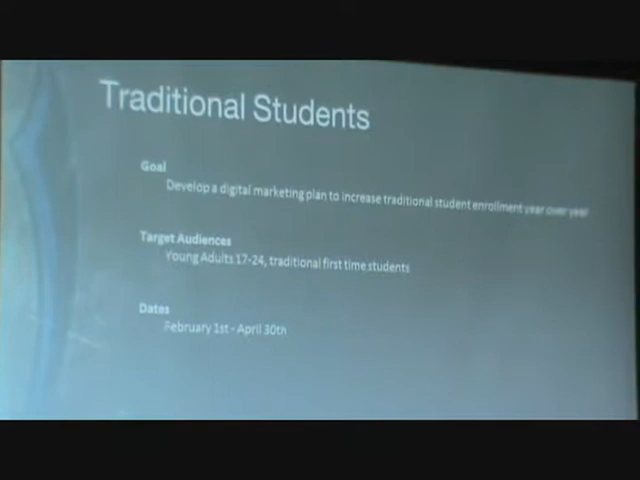 Traditional Students
Goal
Develop a digital marketing plan to increase traditional student enrollment year over year
Target Audiences
Young Adults 17-24, traditional first time students
Dates
February 1st - April 30th